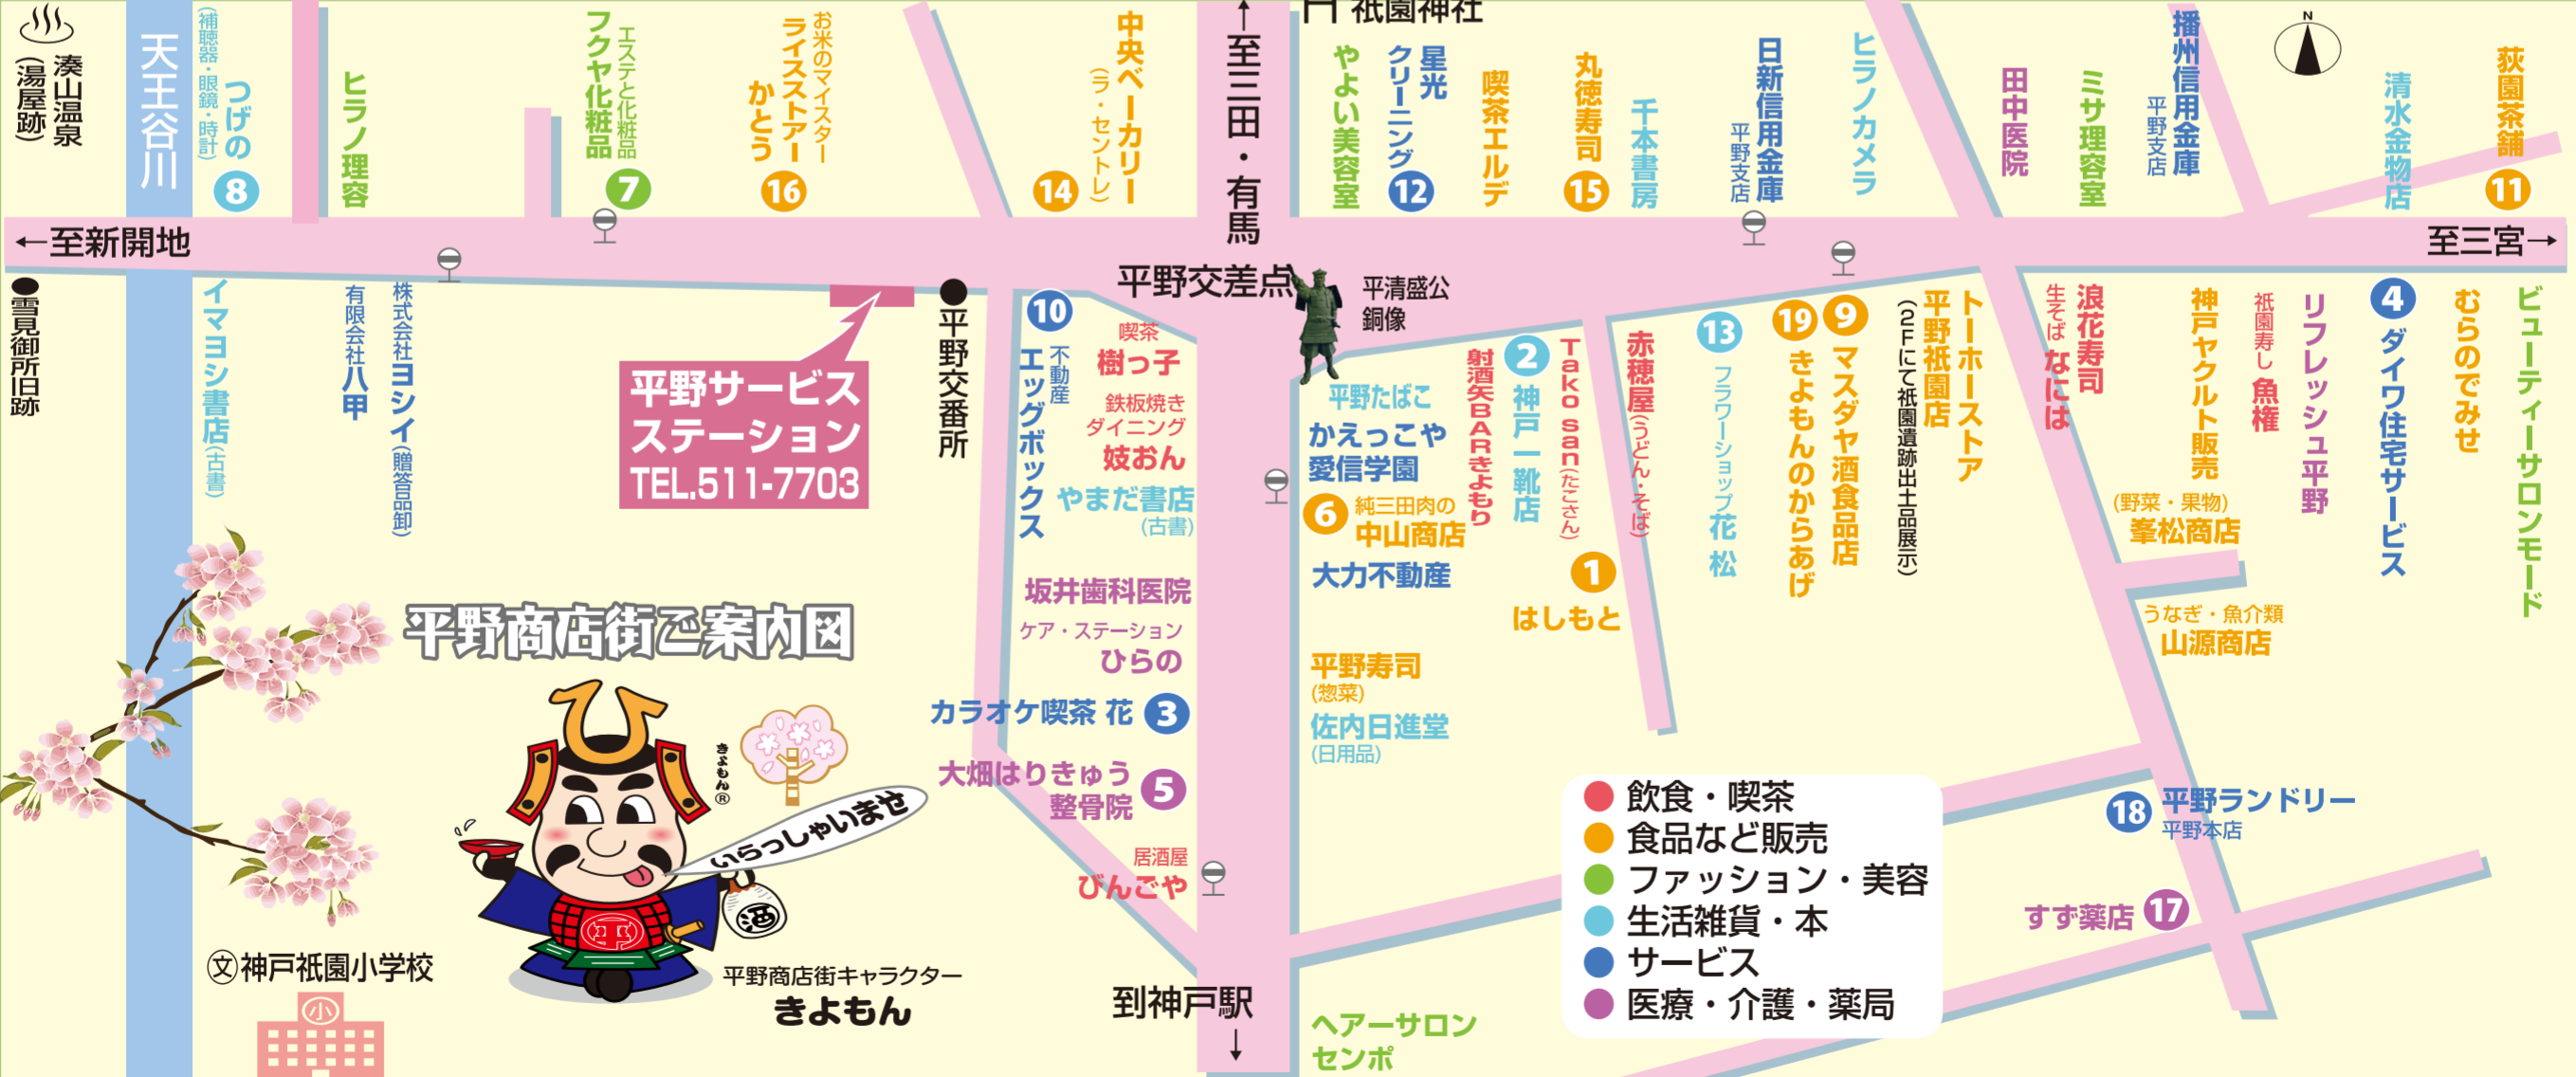 湊山温泉
(湯屋跡)
天王谷川
(補聴器・眼鏡・時計)
つげの
8
ヒラノ理容
エステと化粧品
フクヤ化粧品
7
お米のマイスター
ライスストアー
かとう
16
中央ベーカリー
(ラ・セントレ)
14
↑至三田・有馬
祇園神社
やよい美容室
星光
クリーニング
12
喫茶エルデ
丸徳寿司
15
千本書房
日新信用金庫
平野支店
ヒラノカメラ
田中医院
ミサ理容室
播州信用金庫
平野支店
N
清水金物店
荻園茶舗
11
←至新開地
至三宮→
平野交差点
平清盛公
銅像
雪見御所旧跡
イマヨシ書店(古書)
有限会社八甲
株式会社ヨシイ(贈答品卸)
平野サービス
ステーション
TEL.511-7703
平野交番所
10
不動産
エッグボックス
喫茶
樹っ子
鉄板焼き
ダイニング
妓おん
やまだ書店
(古書)
坂井歯科医院
ケア・ステーション
ひらの
カラオケ喫茶 花
3
大畑はりきゅう
整骨院
5
居酒屋
びんごや
到神戸駅
↓
平野たばこ
かえっこや
愛信学園
6
純三田肉の
中山商店
大力不動産
平野寿司
(惣菜)
佐内日進堂
(日用品)
ヘアーサロン
センポ
射酒矢BARきよもり
2
神戸一靴店
Tako san(たこさん)
1
はしもと
赤穂屋(うどん・そば)
13
フラワーショップ花松
19
きよもんのからあげ
9
マスダヤ酒食品店
トーホーストア
平野祇園店
(2Fにて祇園遺跡出土品展示)
浪花寿司
生そば なには
神戸ヤクルト販売
祇園寿し 魚権
リフレッシュ平野
4
ダイワ住宅サービス
むらのでみせ
ビューティーサロンモード
(野菜・果物)
峯松商店
うなぎ・魚介類
山源商店
18
平野ランドリー
平野本店
すず薬店
17
平野商店街ご案内図
きよもん®
いらっしゃいませ
酒
平
平野商店街キャラクター
きよもん
文神戸祇園小学校
小
飲食・喫茶
食品など販売
ファッション・美容
生活雑貨・本
サービス
医療・介護・薬局